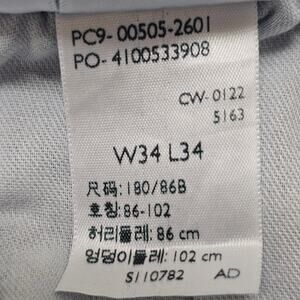 PC9- 00505-2601
PO- 4100533908
CW-0122
5163
W34 L34
尺码:180/86B
호칭:86-102
허리둘레: 86 cm
엉덩이둘레: 102 cm
S110782 AD